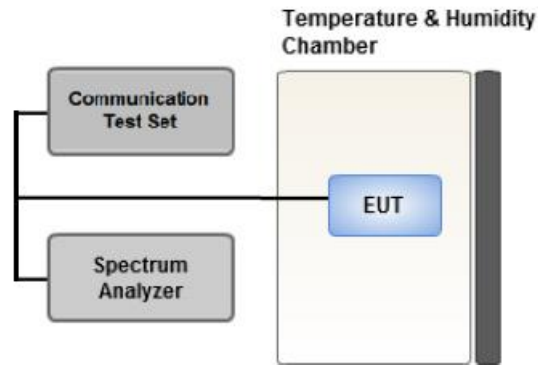 Temperature & Humidity
Chamber
Communication
Test Set
EUT
Spectrum
Analyzer